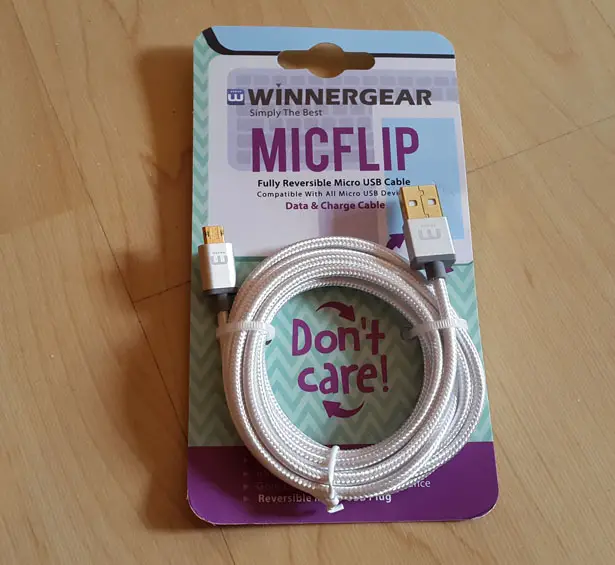 WINNERGEAR
Simply The Best
MICFLIP
Fully Reversible Micro USB Cable
Compatible With All Micro USB
Data & Charge Cable
Don't
care!
Reversible
Plug